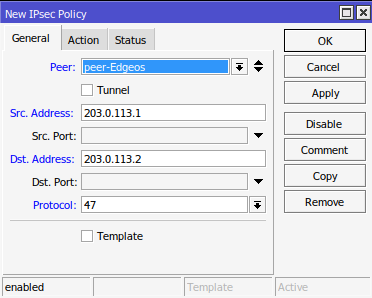 New IPsec Policy
General Action Status
Peer: peer-Edgeos
Tunnel
Src. Address: 203.0.113.1
Src. Port:
Dst. Address: 203.0.113.2
Dst. Port:
Protocol: 47
Template
OK
Cancel
Apply
Disable
Comment
Copy
Remove
enabled Template Active